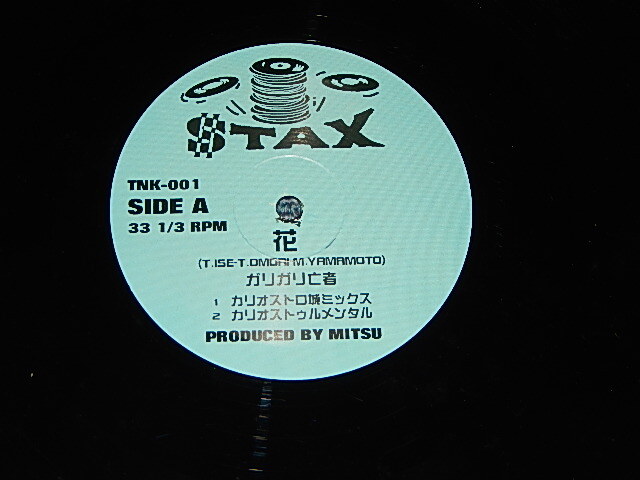 $TAX
TNK-001
SIDE A
33 1/3 RPM
花
(T.ISE-T.OMORI M.YAMAMOTO)
ガリガリ亡者
1 カリオストロ城ミックス
2 カリオストゥルメンタル
PRODUCED BY MITSU